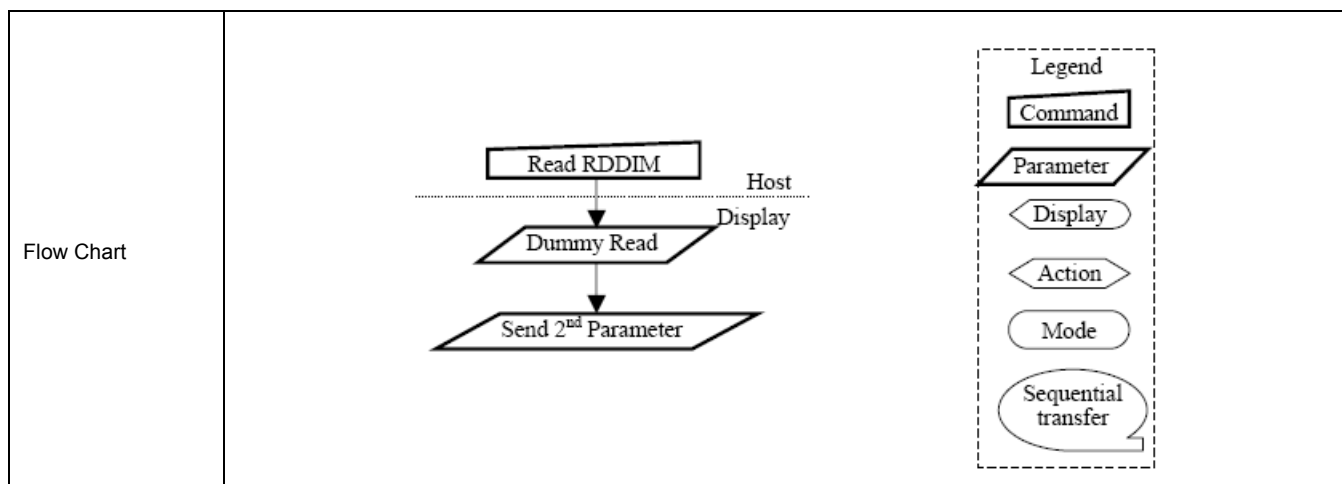 Flow Chart
Read RDDIM
Host
Display
Dummy Read
Send 2nd Parameter
Legend
Command
Parameter
Display
Action
Mode
Sequential
transfer